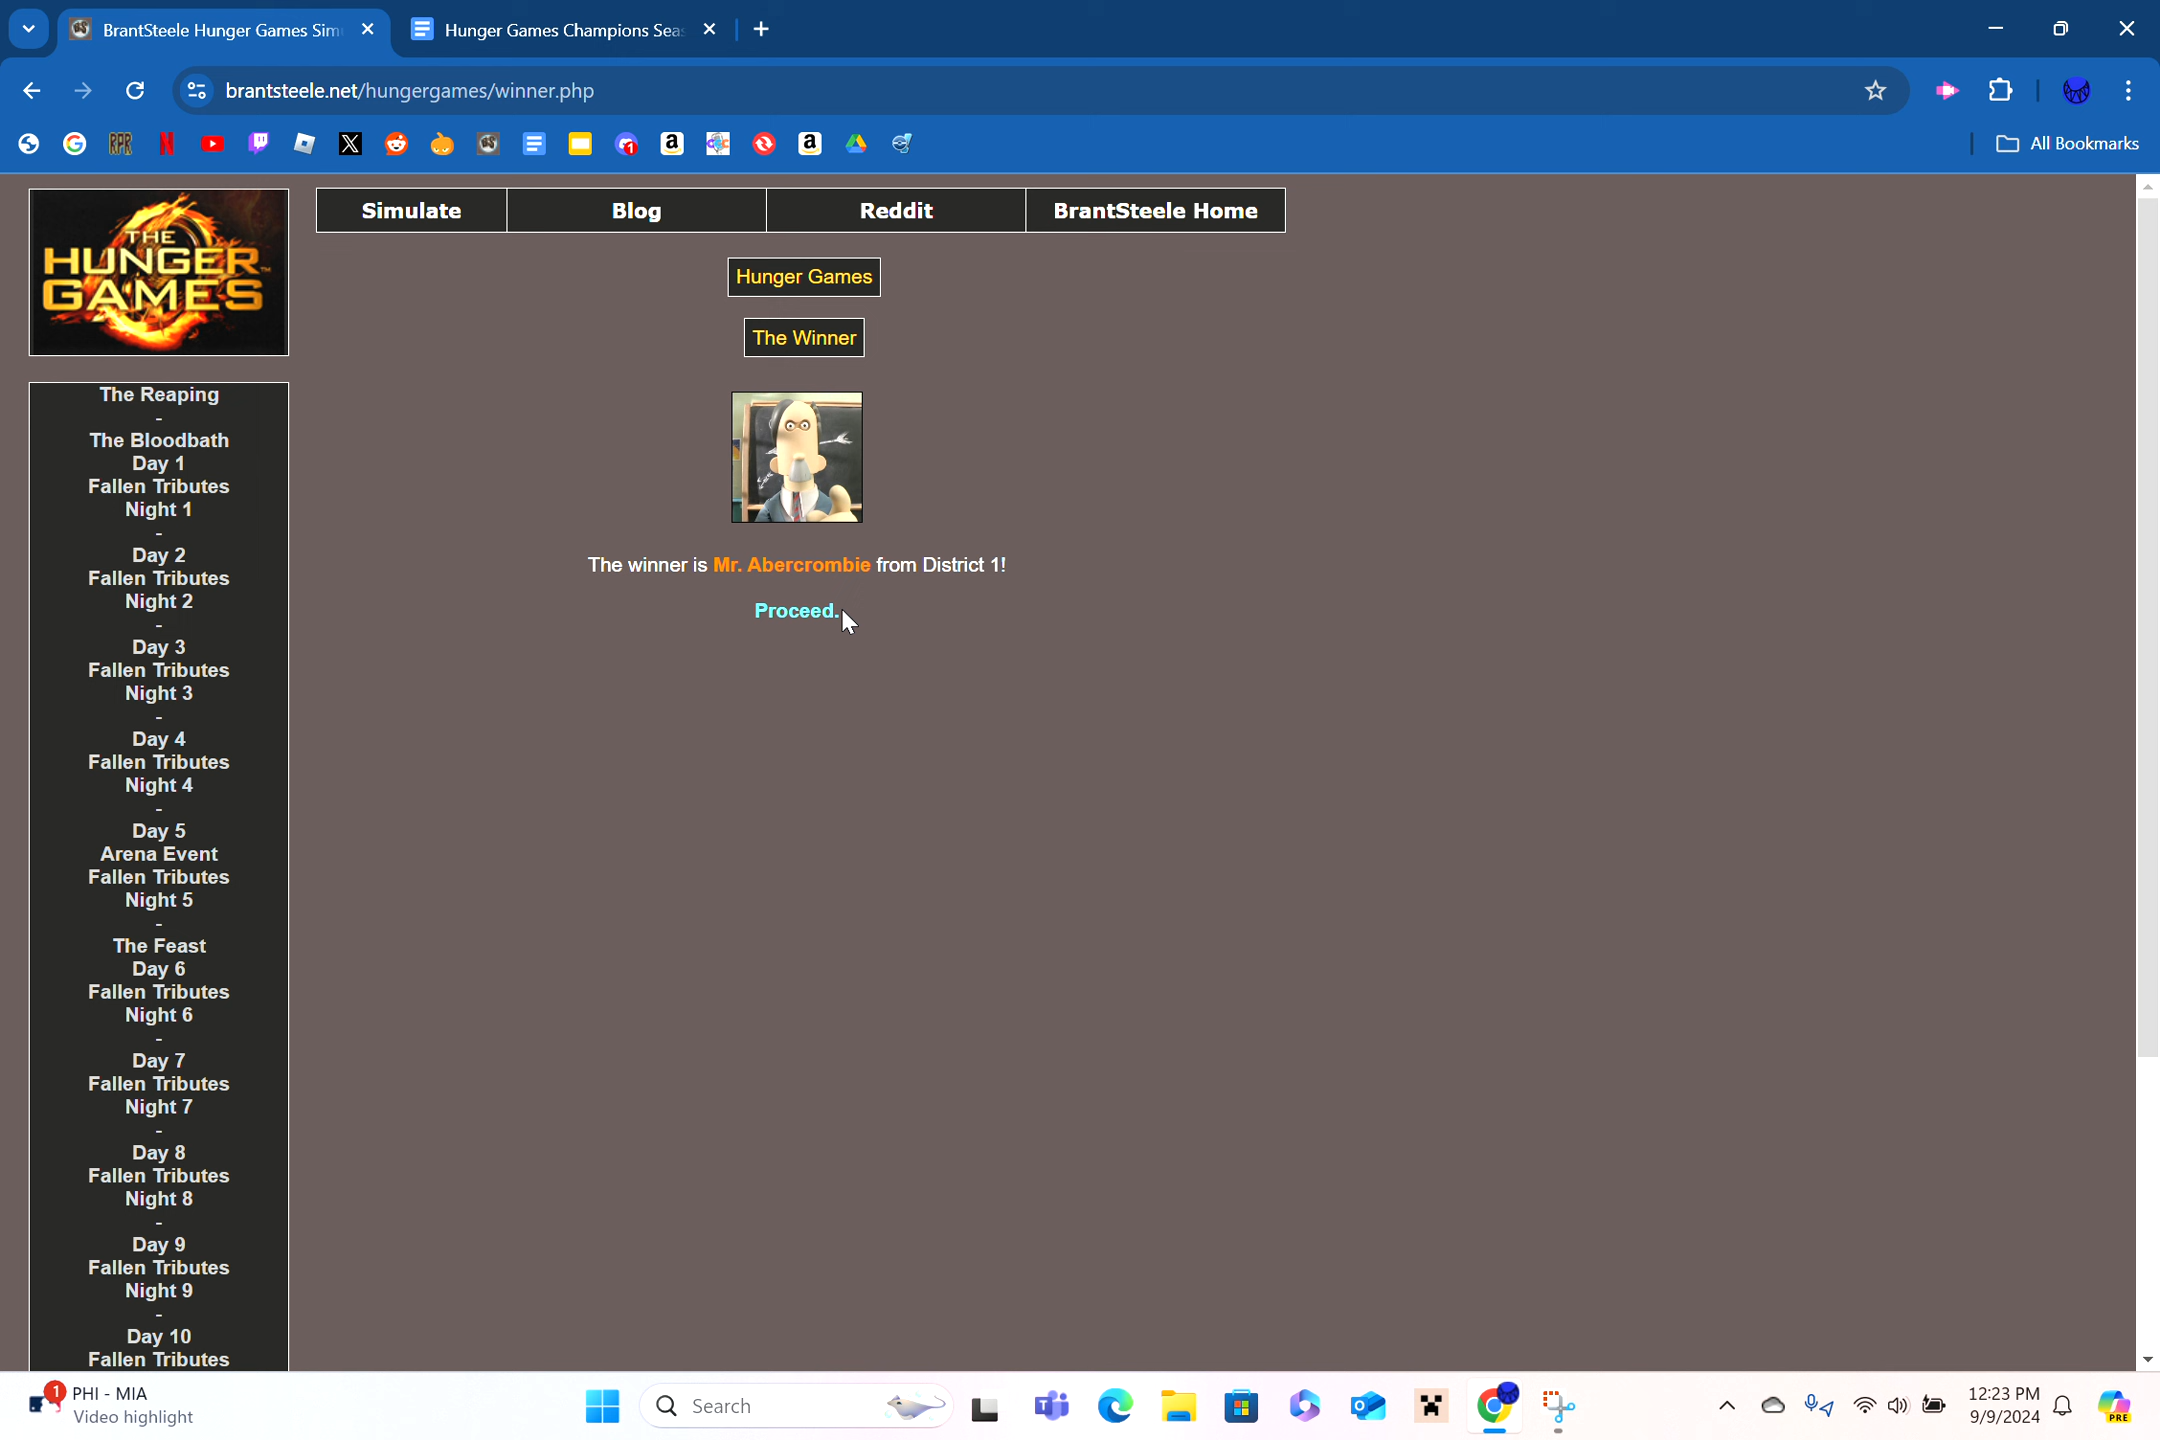 BrantSteele Hunger Games Sim
Hunger Games Champions Sea
brantsteele.net/hungergames/winner.php
RPR
All Bookmarks
THE
HUNGER
GAMES
Simulate
Blog
Reddit
BrantSteele Home
Hunger Games
The Winner
The winner is Mr. Abercrombie from District 1!
Proceed.
The Reaping
-
The Bloodbath
Day 1
Fallen Tributes
Night 1
-
Day 2
Fallen Tributes
Night 2
-
Day 3
Fallen Tributes
Night 3
-
Day 4
Fallen Tributes
Night 4
-
Day 5
Arena Event
Fallen Tributes
Night 5
-
The Feast
Day 6
Fallen Tributes
Night 6
-
Day 7
Fallen Tributes
Night 7
-
Day 8
Fallen Tributes
Night 8
-
Day 9
Fallen Tributes
Night 9
-
Day 10
Fallen Tributes
1
PHI - MIA
Video highlight
Search
12:23 PM
9/9/2024
PRE